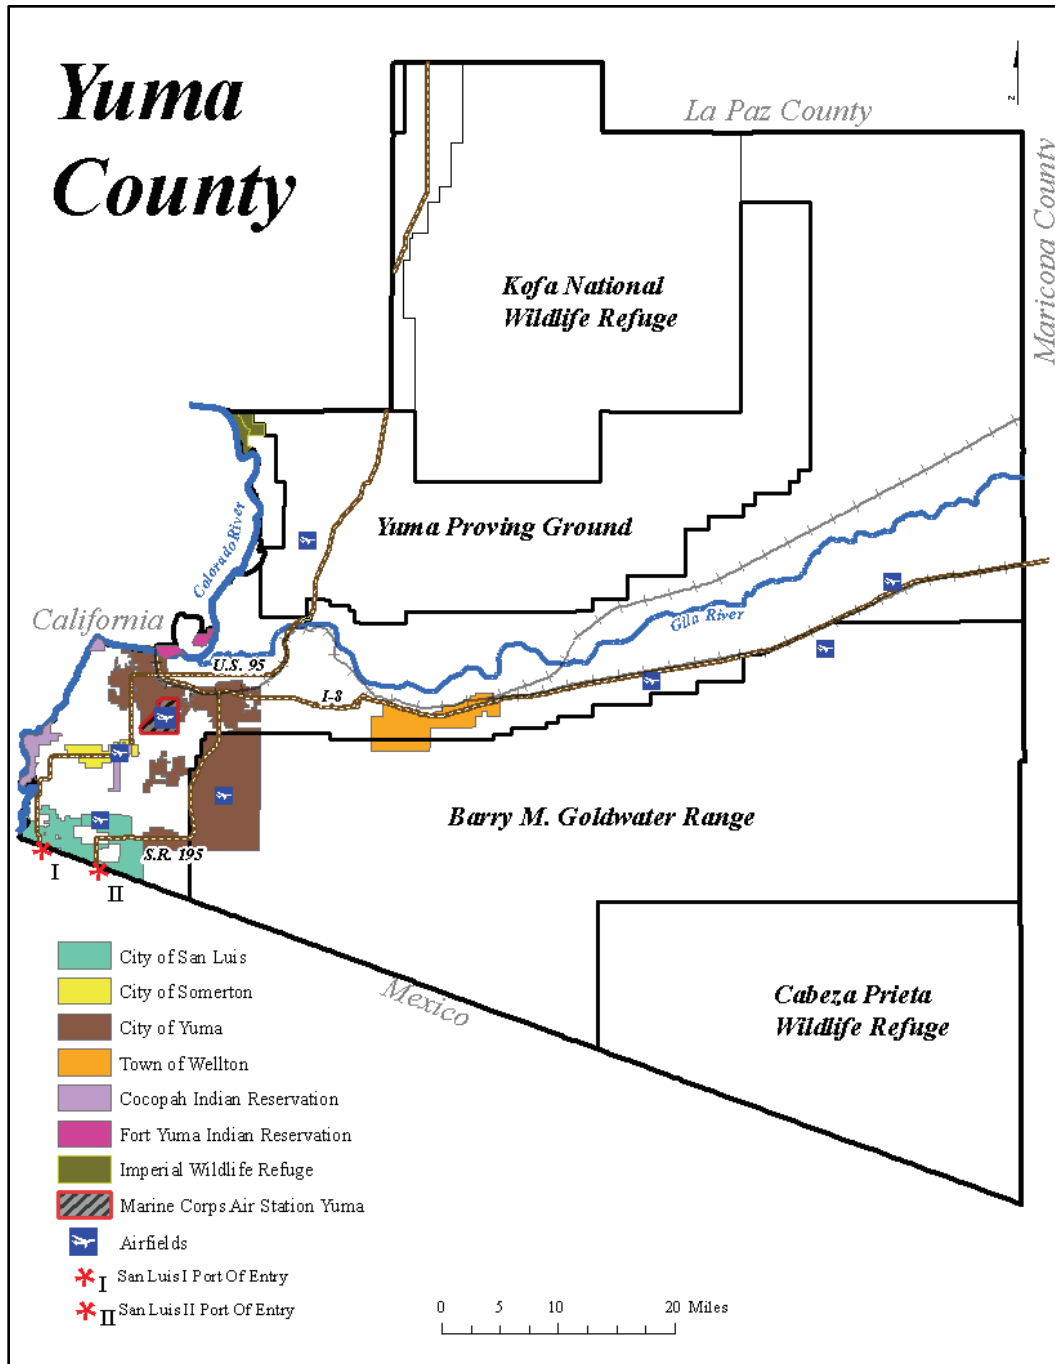 Yuma
County
N
La Paz County
Maricopa County
Kofa National
Wildlife Refuge
Yuma Proving Ground
Colorado River
California
Gila River
U.S. 95
I-8
Barry M. Goldwater Range
S.R. 195
I
II
Mexico
Cabeza Prieta
Wildlife Refuge
City of San Luis
City of Somerton
City of Yuma
Town of Wellton
Cocopah Indian Reservation
Fort Yuma Indian Reservation
Imperial Wildlife Refuge
Marine Corps Air Station Yuma
Airfields
I San Luis I Port Of Entry
II San Luis II Port Of Entry
0 5 10 20 Miles